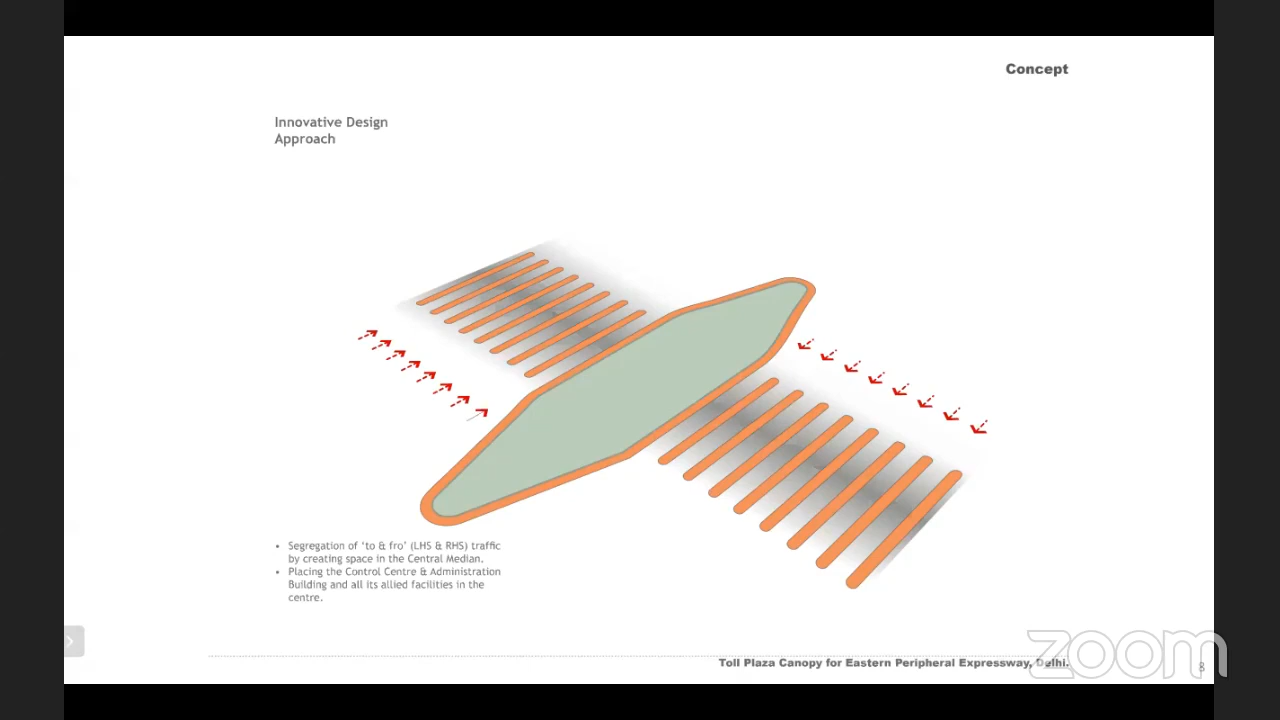 Concept
Innovative Design
Approach
• Segregation of ‘to & fro’ (LHS & RHS) traffic
by creating space in the Central Median.
• Placing the Control Centre & Administration
Building and all its allied facilities in the
centre.
Toll Plaza Canopy for Eastern Peripheral Expressway, Delhi.
8
zoom